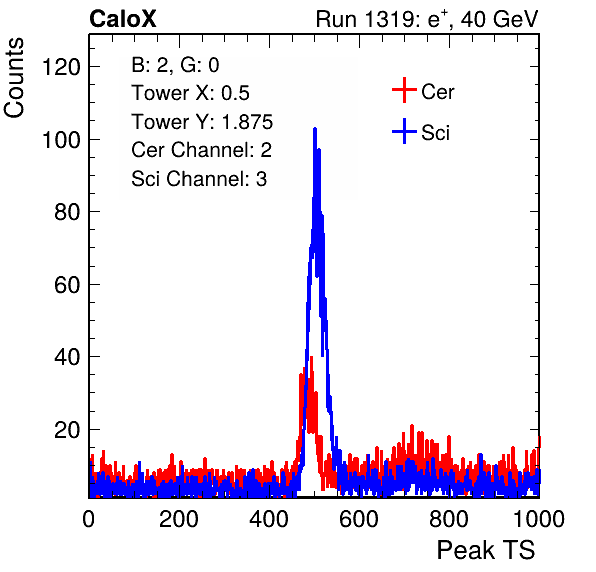 CaloX Run 1319: e⁺, 40 GeV
Counts
B: 2, G: 0
Tower X: 0.5
Tower Y: 1.875
Cer Channel: 2
Sci Channel: 3
Cer
Sci
120
100
80
60
40
20
0 200 400 600 800 1000
Peak TS